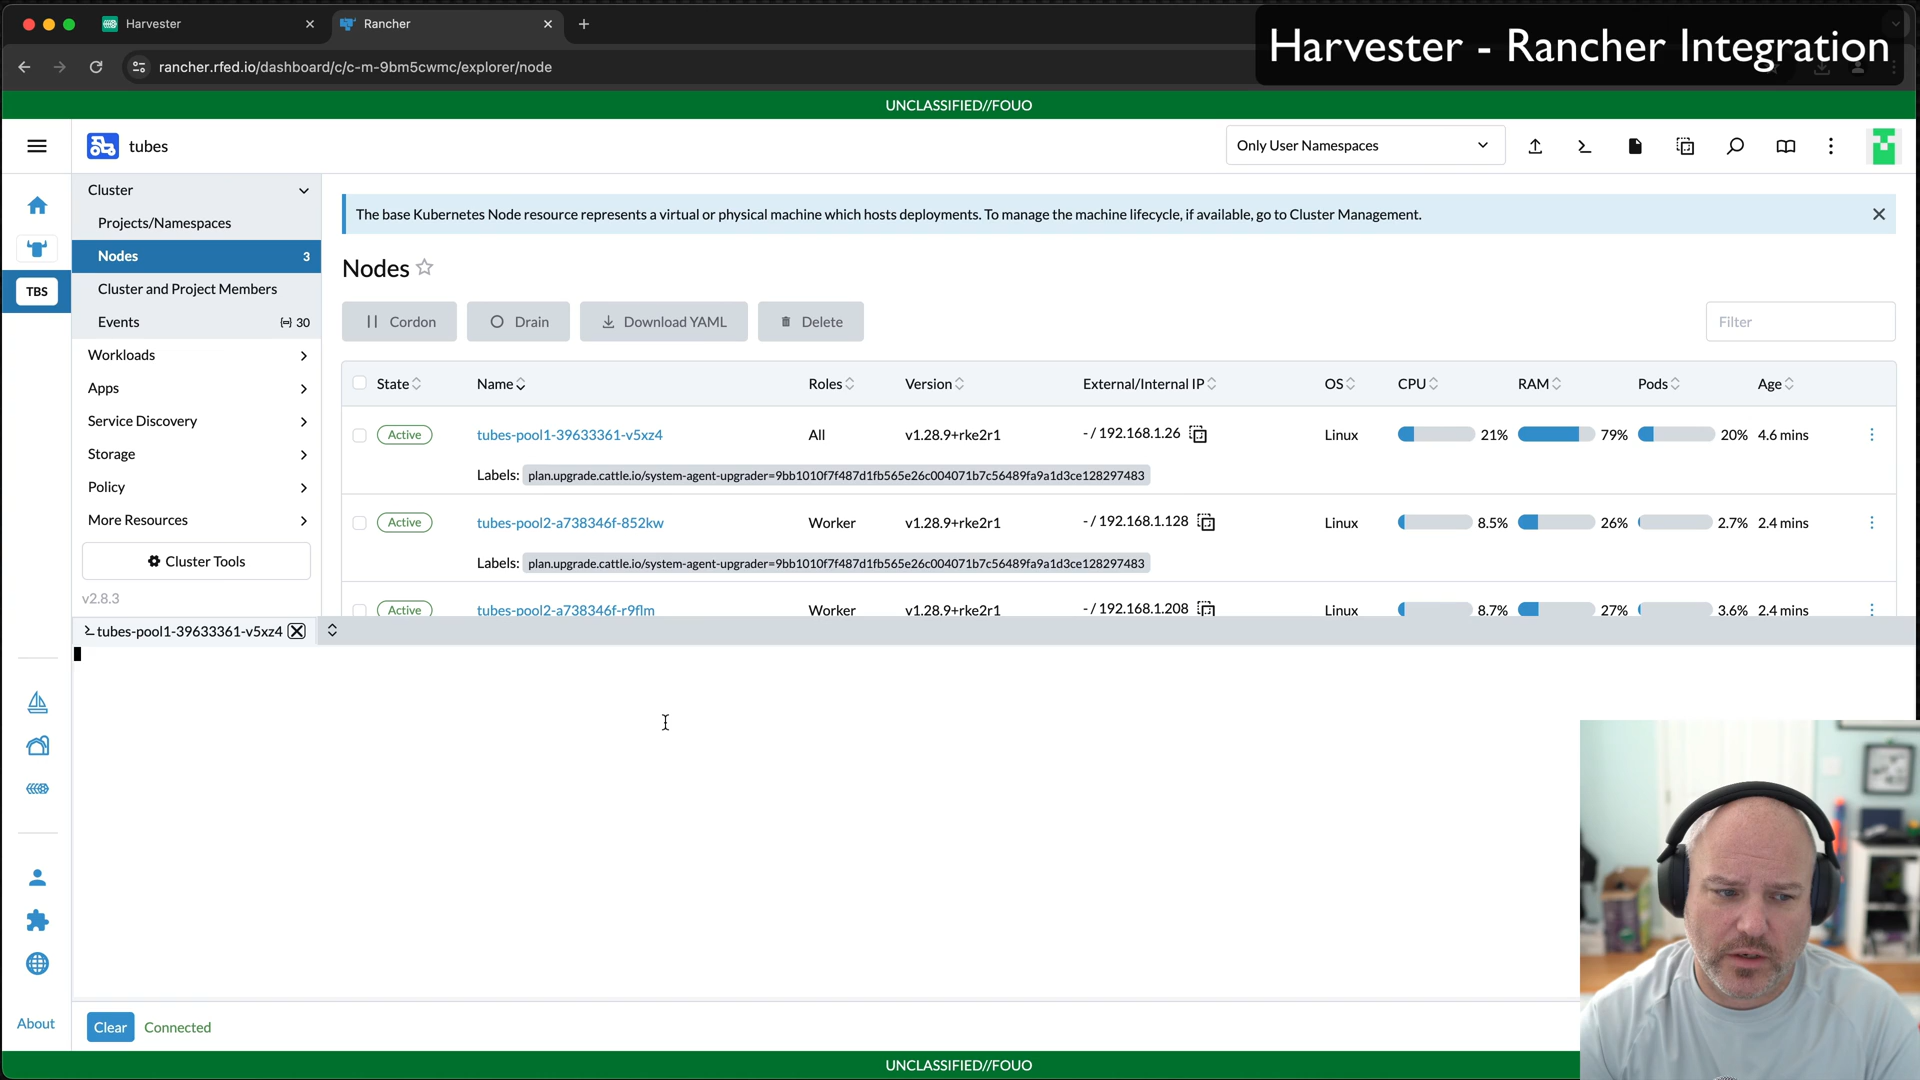 Harvester
Rancher
Harvester - Rancher Integration
rancher.rfed.io/dashboard/c/c-m-9bm5cwmc/explorer/node
UNCLASSIFIED//FOUO
tubes
Only User Namespaces
Cluster
Projects/Namespaces
Nodes 3
TBS
Cluster and Project Members
Events 30
Workloads
Apps
Service Discovery
Storage
Policy
More Resources
Cluster Tools
v2.8.3
The base Kubernetes Node resource represents a virtual or physical machine which hosts deployments. To manage the machine lifecycle, if available, go to Cluster Management.
Nodes
Cordon Drain Download YAML Delete Filter
State Name Roles Version External/Internal IP OS CPU RAM Pods Age
Active tubes-pool1-39633361-v5xz4 All v1.28.9+rke2r1 - / 192.168.1.26 Linux 21% 79% 20% 4.6 mins
Labels: plan.upgrade.cattle.io/system-agent-upgrader=9bb1010f7f487d1fb565e26c004071b7c56489fa9a1d3ce128297483
Active tubes-pool2-a738346f-852kw Worker v1.28.9+rke2r1 - / 192.168.1.128 Linux 8.5% 26% 2.7% 2.4 mins
Labels: plan.upgrade.cattle.io/system-agent-upgrader=9bb1010f7f487d1fb565e26c004071b7c56489fa9a1d3ce128297483
Active tubes-pool2-a738346f-r9flm Worker v1.28.9+rke2r1 - / 192.168.1.208 Linux 8.7% 27% 3.6% 2.4 mins
tubes-pool1-39633361-v5xz4
About
Clear Connected
UNCLASSIFIED//FOUO